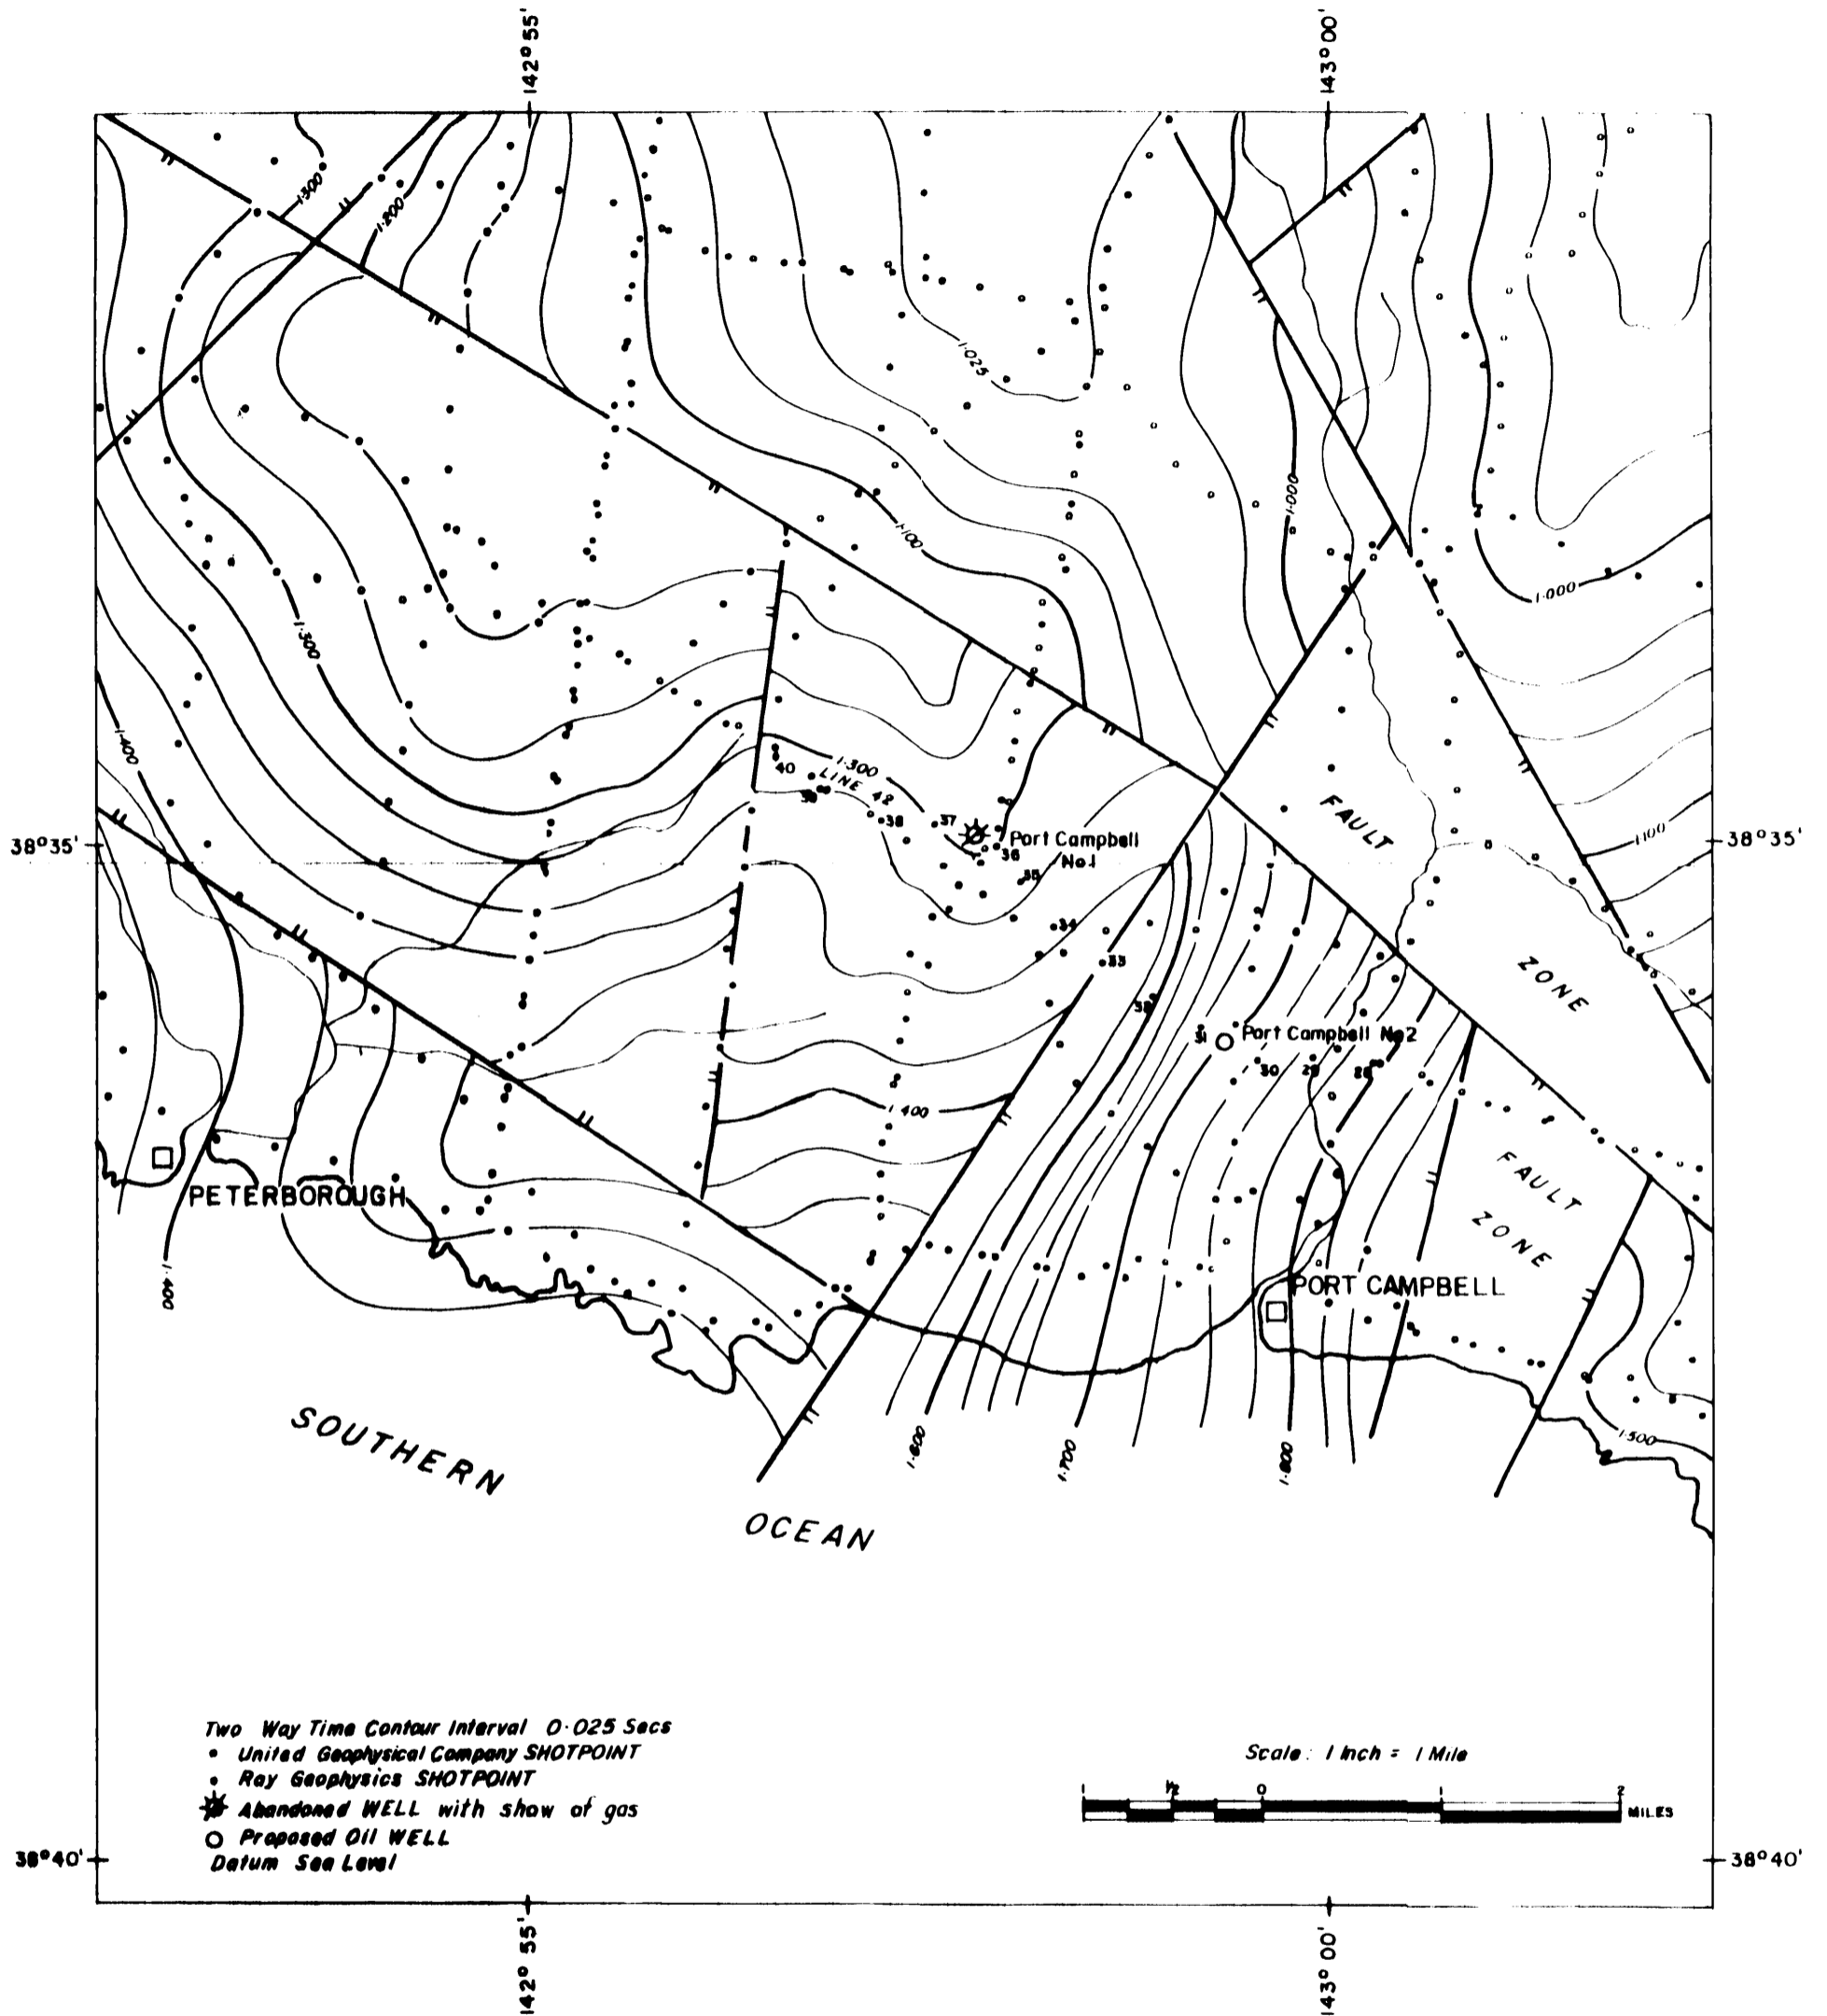 142° 55'
143° 00'
1·300
1·200
1·025
1·000
1·100
1·000
1·300
1·400
1·300
LINE 42
40
39
38
37
36
35
34
33
32
31
30
29
28
Port Campbell
No.1
Port Campbell No 2
FAULT
ZONE
1·100
38°35'
38°35'
1·400
FAULT
ZONE
PETERBOROUGH
PORT CAMPBELL
1·400
1·600
1·700
1·800
1·500
SOUTHERN
OCEAN
Two Way Time Contour Interval 0·025 Secs
United Geophysical Company SHOTPOINT
Ray Geophysics SHOTPOINT
Abandoned WELL with show of gas
Proposed Oil WELL
Datum Sea Level
Scale: 1 Inch = 1 Mile
1 ½ 0 1 2
MILES
38°40'
38°40'
142° 55'
143° 00'